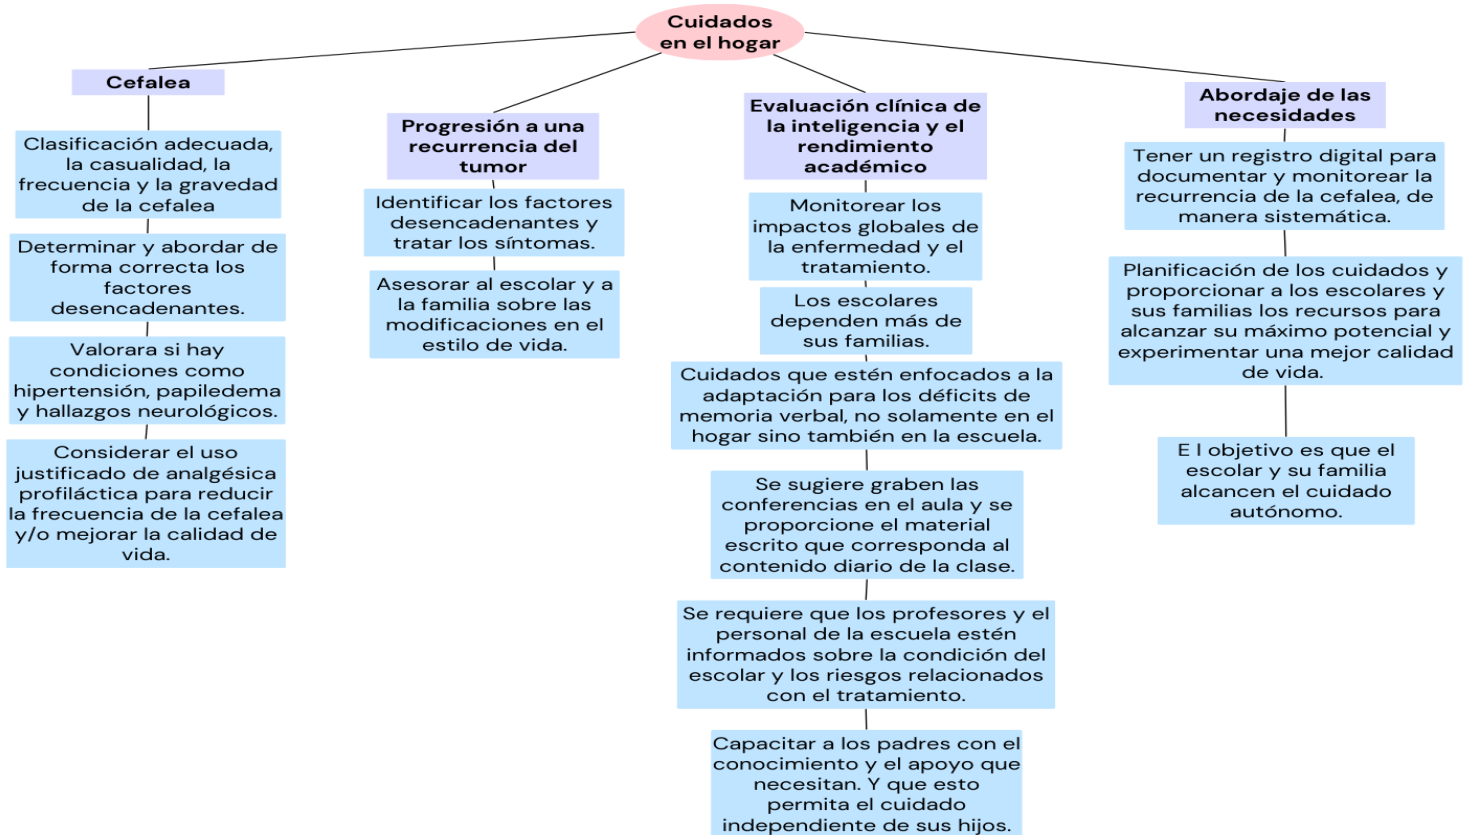 Cuidados
en el hogar
Cefalea
Clasificación adecuada,
la casualidad, la
frecuencia y la gravedad
de la cefalea
Determinar y abordar de
forma correcta los
factores
desencadenantes.
Valorara si hay
condiciones como
hipertensión, papiledema
y hallazgos neurológicos.
Considerar el uso
justificado de analgésica
profiláctica para reducir
la frecuencia de la cefalea
y/o mejorar la calidad de
vida.
Progresión a una
recurrencia del
tumor
Identificar los factores
desencadenantes y
tratar los síntomas.
Asesorar al escolar y a
la familia sobre las
modificaciones en el
estilo de vida.
Evaluación clínica de
la inteligencia y el
rendimiento
académico
Monitorear los
impactos globales de
la enfermedad y el
tratamiento.
Los escolares
dependen más de
sus familias.
Cuidados que estén enfocados a la
adaptación para los déficits de
memoria verbal, no solamente en el
hogar sino también en la escuela.
Se sugiere graben las
conferencias en el aula y se
proporcione el material
escrito que corresponda al
contenido diario de la clase.
Se requiere que los profesores y el
personal de la escuela estén
informados sobre la condición del
escolar y los riesgos relacionados
con el tratamiento.
Capacitar a los padres con el
conocimiento y el apoyo que
necesitan. Y que esto
permita el cuidado
independiente de sus hijos.
Abordaje de las
necesidades
Tener un registro digital para
documentar y monitorear la
recurrencia de la cefalea, de
manera sistemática.
Planificación de los cuidados y
proporcionar a los escolares y
sus familias los recursos para
alcanzar su máximo potencial y
experimentar una mejor calidad
de vida.
E l objetivo es que el
escolar y su familia
alcancen el cuidado
autónomo.